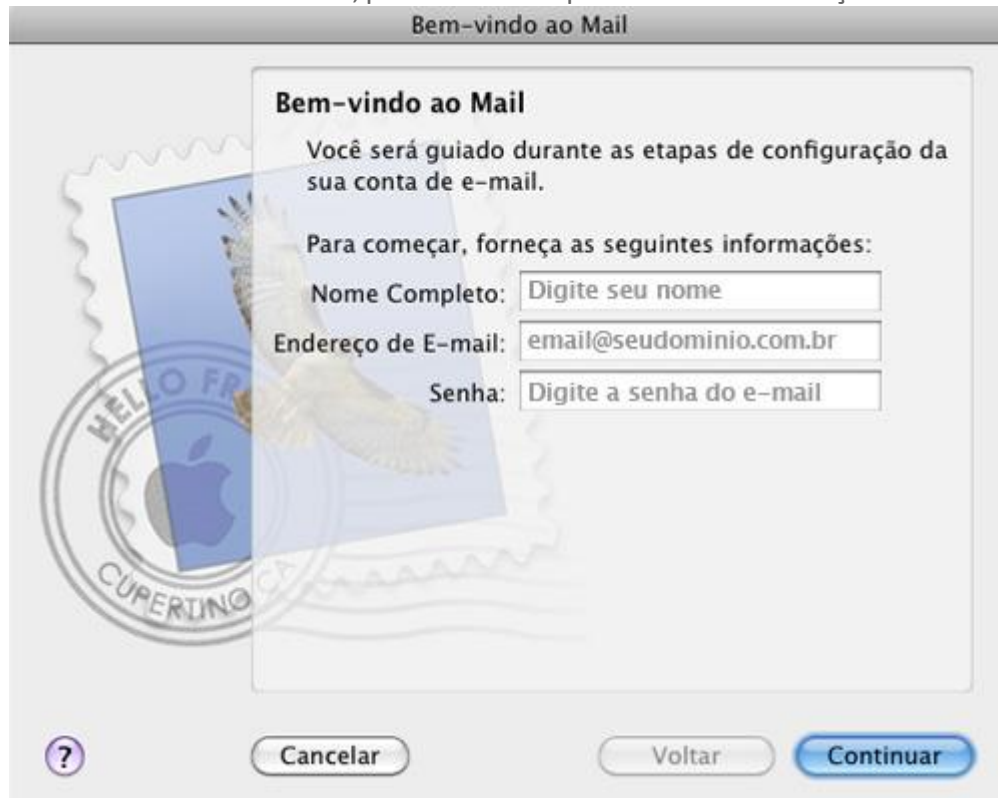 Bem-vindo ao Mail
Bem-vindo ao Mail
Você será guiado durante as etapas de configuração da
sua conta de e-mail.
Para começar, forneça as seguintes informações:
Nome Completo: Digite seu nome
Endereço de E-mail: email@seudominio.com.br
Senha: Digite a senha do e-mail
HELLO FR
CUPERTINO CA
? Cancelar Voltar Continuar